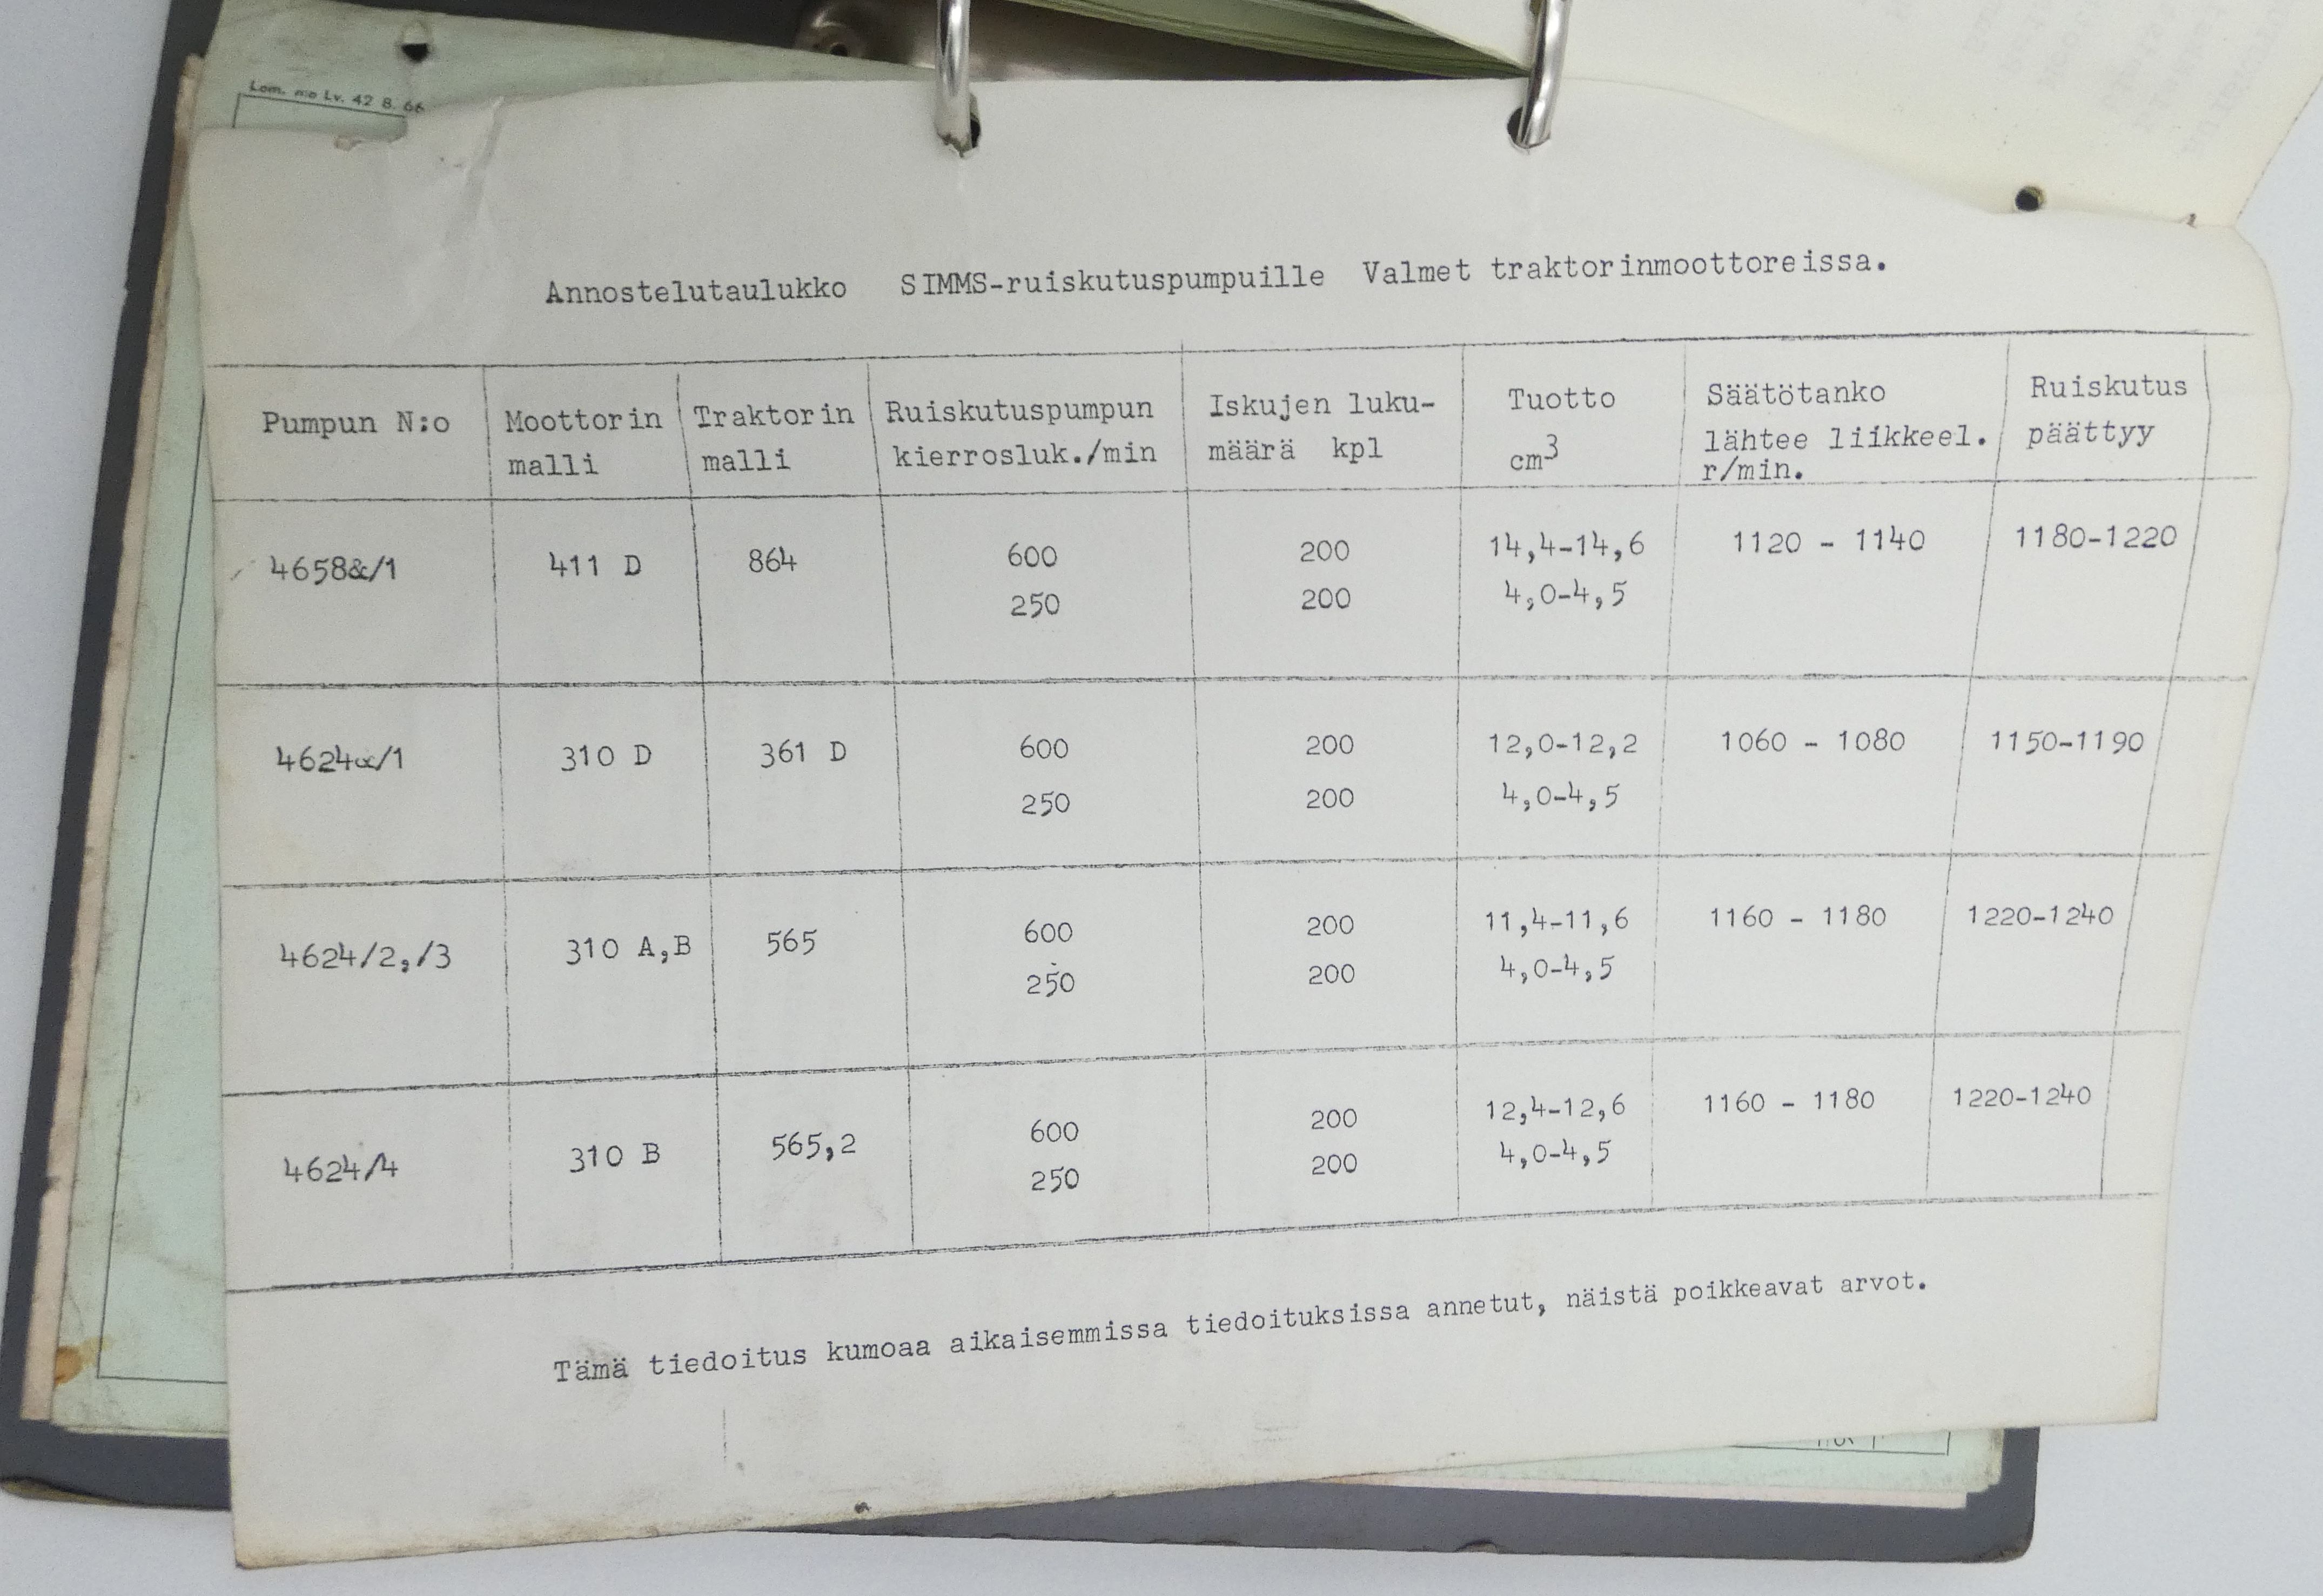 Lom. n:o Lv. 42 8. 66
Annostelutaulukko SIMMS-ruiskutuspumpuille Valmet traktorinmoottoreissa.
Pumpun N:o
Moottorin
malli
Traktorin
malli
Ruiskutuspumpun
kierrosluk./min
Iskujen luku-
määrä kpl
Tuotto
cm³
Säätötanko
lähtee liikkeel.
r/min.
Ruiskutus
päättyy
4658&/1 411 D 864 600 200 14,4-14,6 1120 - 1140 1180-1220
250 200 4,0-4,5
4624α/1 310 D 361 D 600 200 12,0-12,2 1060 - 1080 1150-1190
250 200 4,0-4,5
4624/2,/3 310 A,B 565 600 200 11,4-11,6 1160 - 1180 1220-1240
250 200 4,0-4,5
4624/4 310 B 565,2 600 200 12,4-12,6 1160 - 1180 1220-1240
250 200 4,0-4,5
Tämä tiedoitus kumoaa aikaisemmissa tiedoituksissa annetut, näistä poikkeavat arvot.